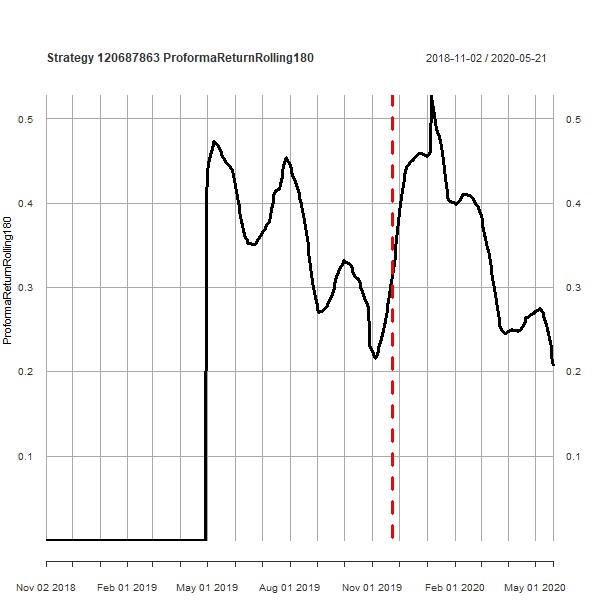 Strategy 120687863 ProformaReturnRolling180
2018-11-02 / 2020-05-21
ProformaReturnRolling180
0.5
0.5
0.4
0.4
0.3
0.3
0.2
0.2
0.1
0.1
Nov 02 2018
Feb 01 2019
May 01 2019
Aug 01 2019
Nov 01 2019
Feb 01 2020
May 01 2020